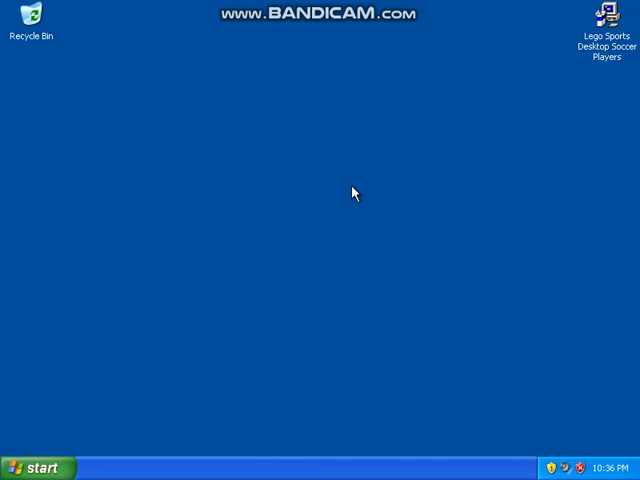 www.BANDICAM.com
Recycle Bin
Lego Sports
Desktop Soccer
Players
start
10:36 PM